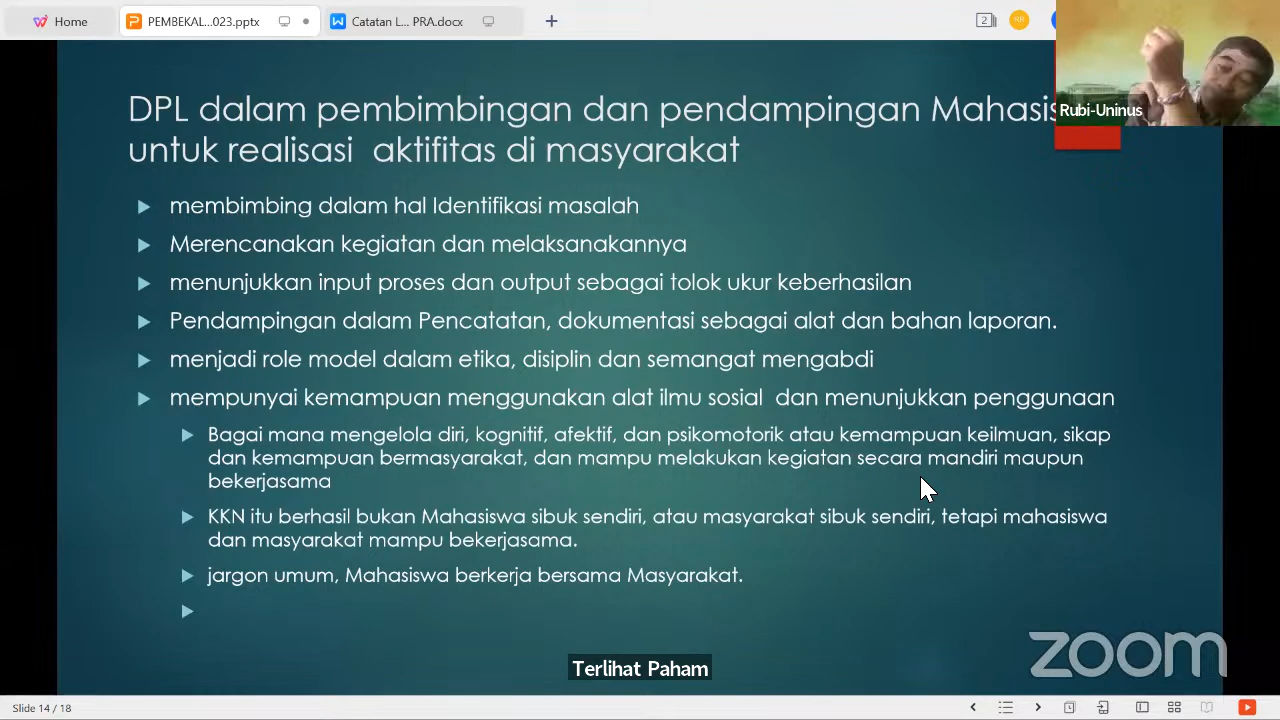 Home
PEMBEKAL...023.pptx
Catatan L... PRA.docx
2
RB
Rubi-Uninus
DPL dalam pembimbingan dan pendampingan Mahasis
untuk realisasi aktifitas di masyarakat
membimbing dalam hal Identifikasi masalah
Merencanakan kegiatan dan melaksanakannya
menunjukkan input proses dan output sebagai tolok ukur keberhasilan
Pendampingan dalam Pencatatan, dokumentasi sebagai alat dan bahan laporan.
menjadi role model dalam etika, disiplin dan semangat mengabdi
mempunyai kemampuan menggunakan alat ilmu sosial dan menunjukkan penggunaan
Bagai mana mengelola diri, kognitif, afektif, dan psikomotorik atau kemampuan keilmuan, sikap
dan kemampuan bermasyarakat, dan mampu melakukan kegiatan secara mandiri maupun
bekerjasama
KKN itu berhasil bukan Mahasiswa sibuk sendiri, atau masyarakat sibuk sendiri, tetapi mahasiswa
dan masyarakat mampu bekerjasama.
jargon umum, Mahasiswa berkerja bersama Masyarakat.
zoom
Terlihat Paham
Slide 14 / 18